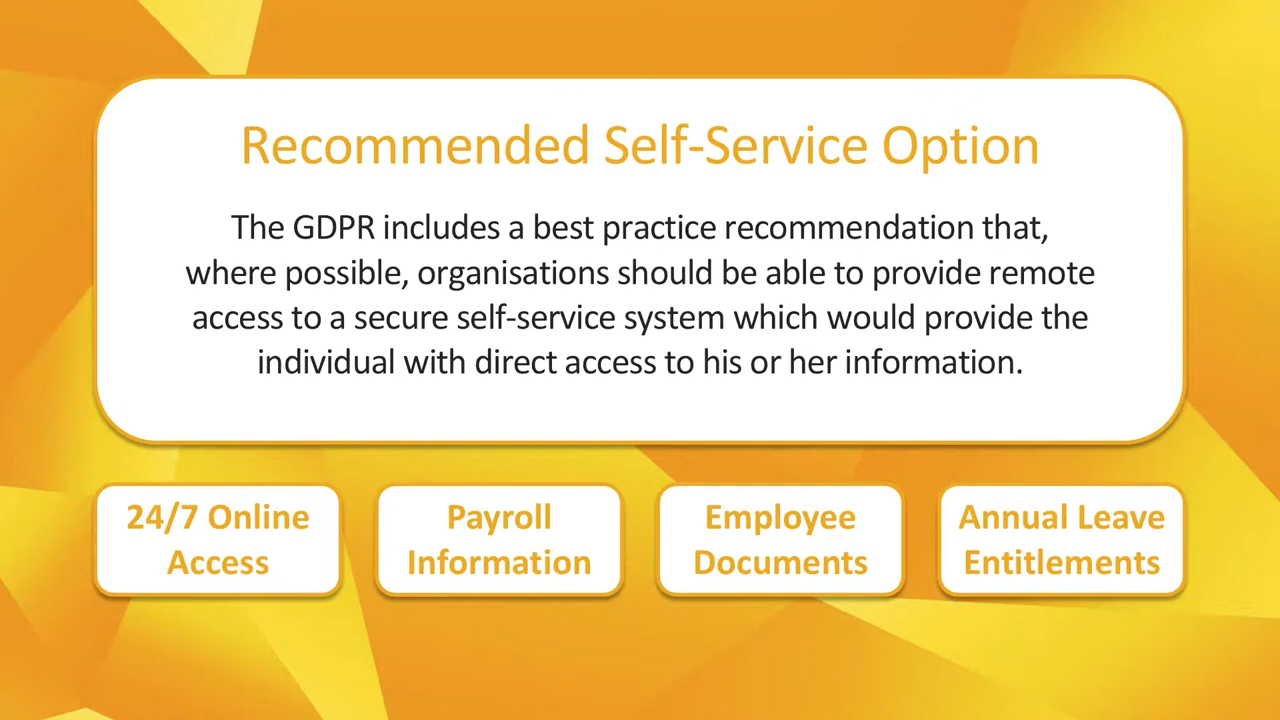 Recommended Self-Service Option
The GDPR includes a best practice recommendation that,
where possible, organisations should be able to provide remote
access to a secure self-service system which would provide the
individual with direct access to his or her information.
24/7 Online
Access
Payroll
Information
Employee
Documents
Annual Leave
Entitlements